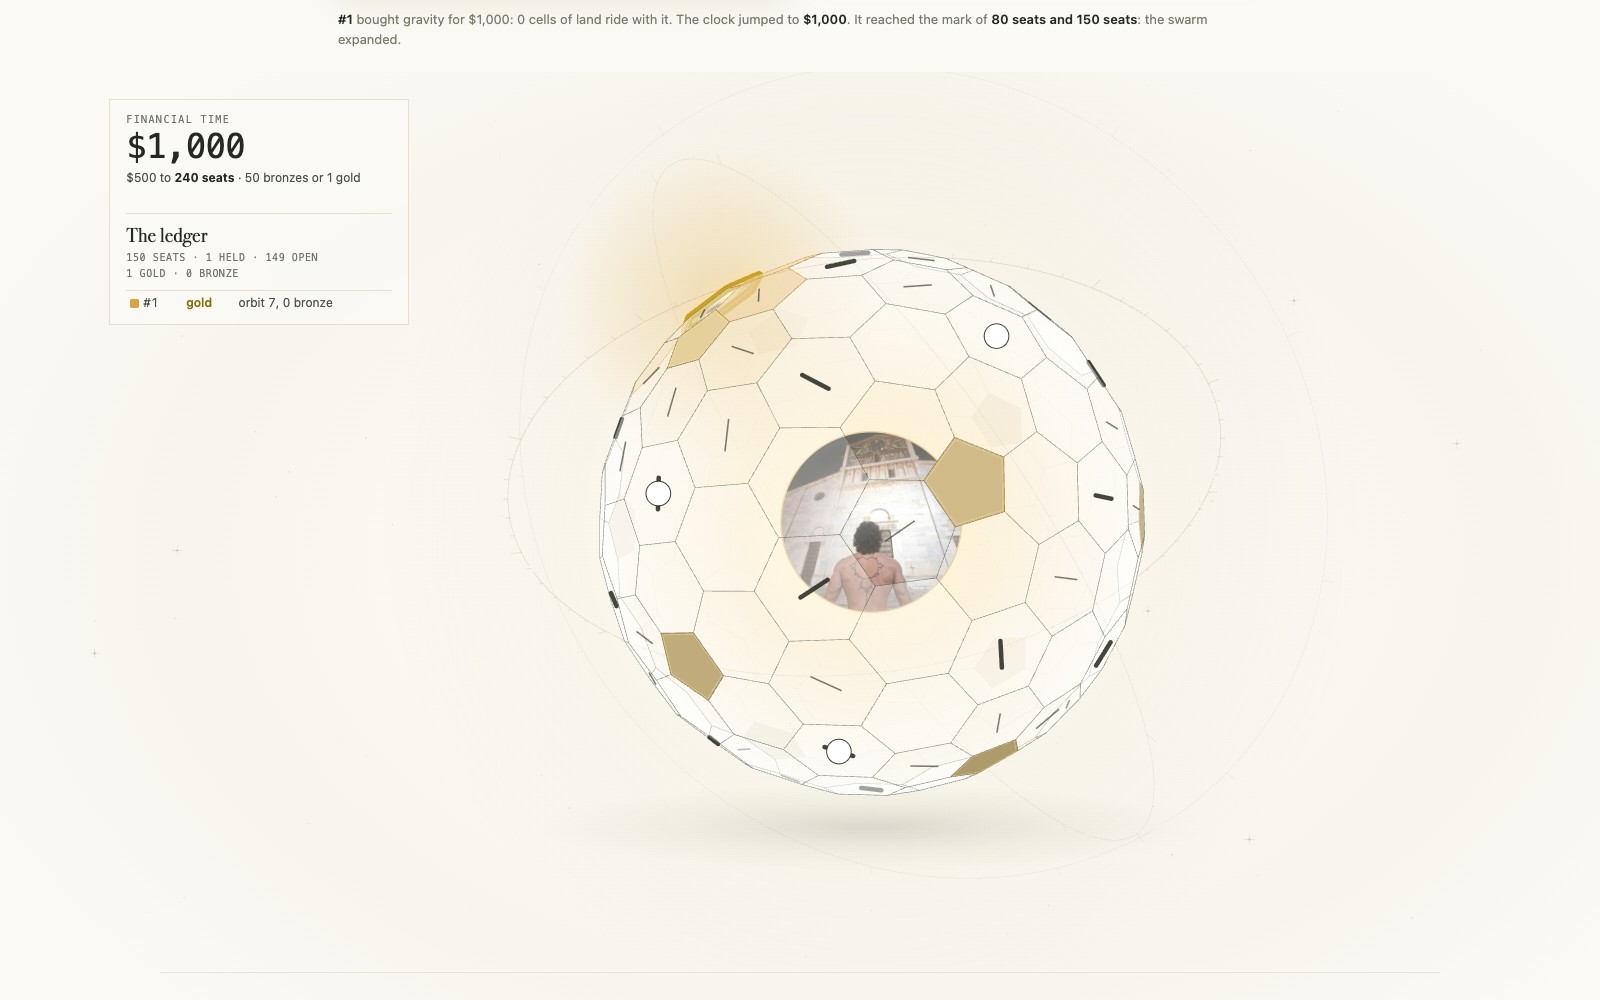 #1 bought gravity for $1,000: 0 cells of land ride with it. The clock jumped to $1,000. It reached the mark of 80 seats and 150 seats: the swarm
expanded.
FINANCIAL TIME
$1,000
$500 to 240 seats · 50 bronzes or 1 gold
The ledger
150 SEATS · 1 HELD · 149 OPEN
1 GOLD · 0 BRONZE
#1 gold orbit 7, 0 bronze